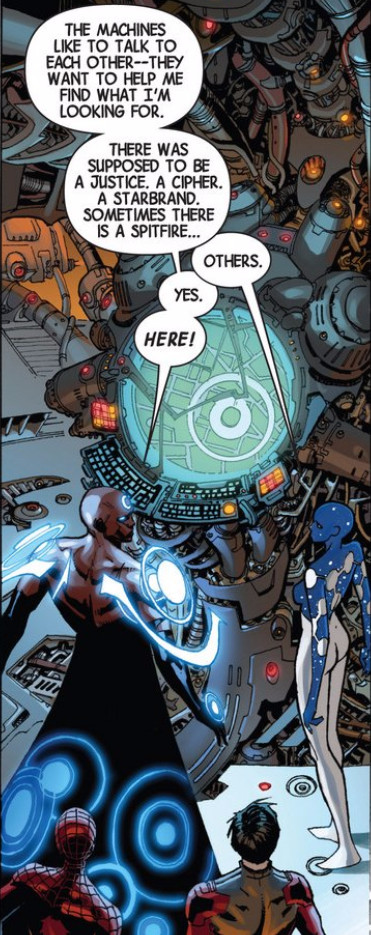 THE MACHINES
LIKE TO TALK TO
EACH OTHER--THEY
WANT TO HELP ME
FIND WHAT I'M
LOOKING FOR.
THERE WAS
SUPPOSED TO BE
A JUSTICE. A CIPHER.
A STARBRAND.
SOMETIMES THERE
IS A SPITFIRE...
OTHERS.
YES.
HERE!